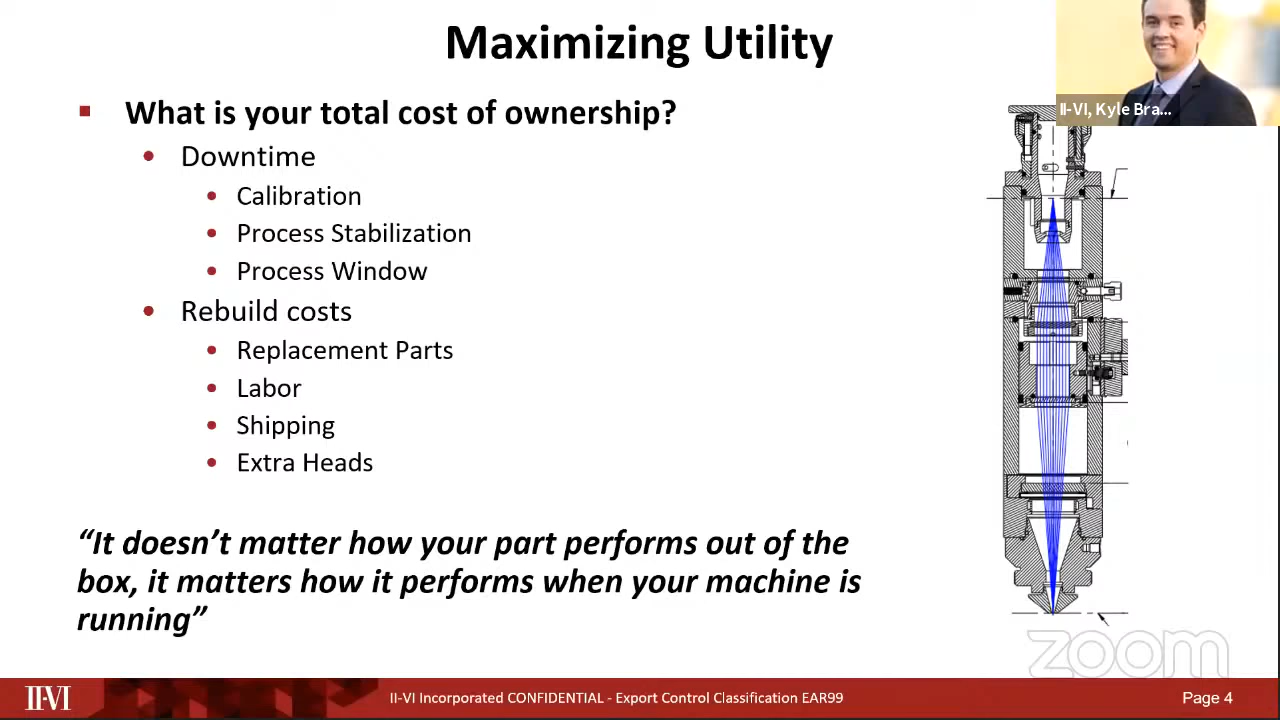 Maximizing Utility
II-VI, Kyle Bra...
What is your total cost of ownership?
Downtime
Calibration
Process Stabilization
Process Window
Rebuild costs
Replacement Parts
Labor
Shipping
Extra Heads
“It doesn’t matter how your part performs out of the
box, it matters how it performs when your machine is
running”
zoom
II-VI
II-VI Incorporated CONFIDENTIAL - Export Control Classification EAR99
Page 4